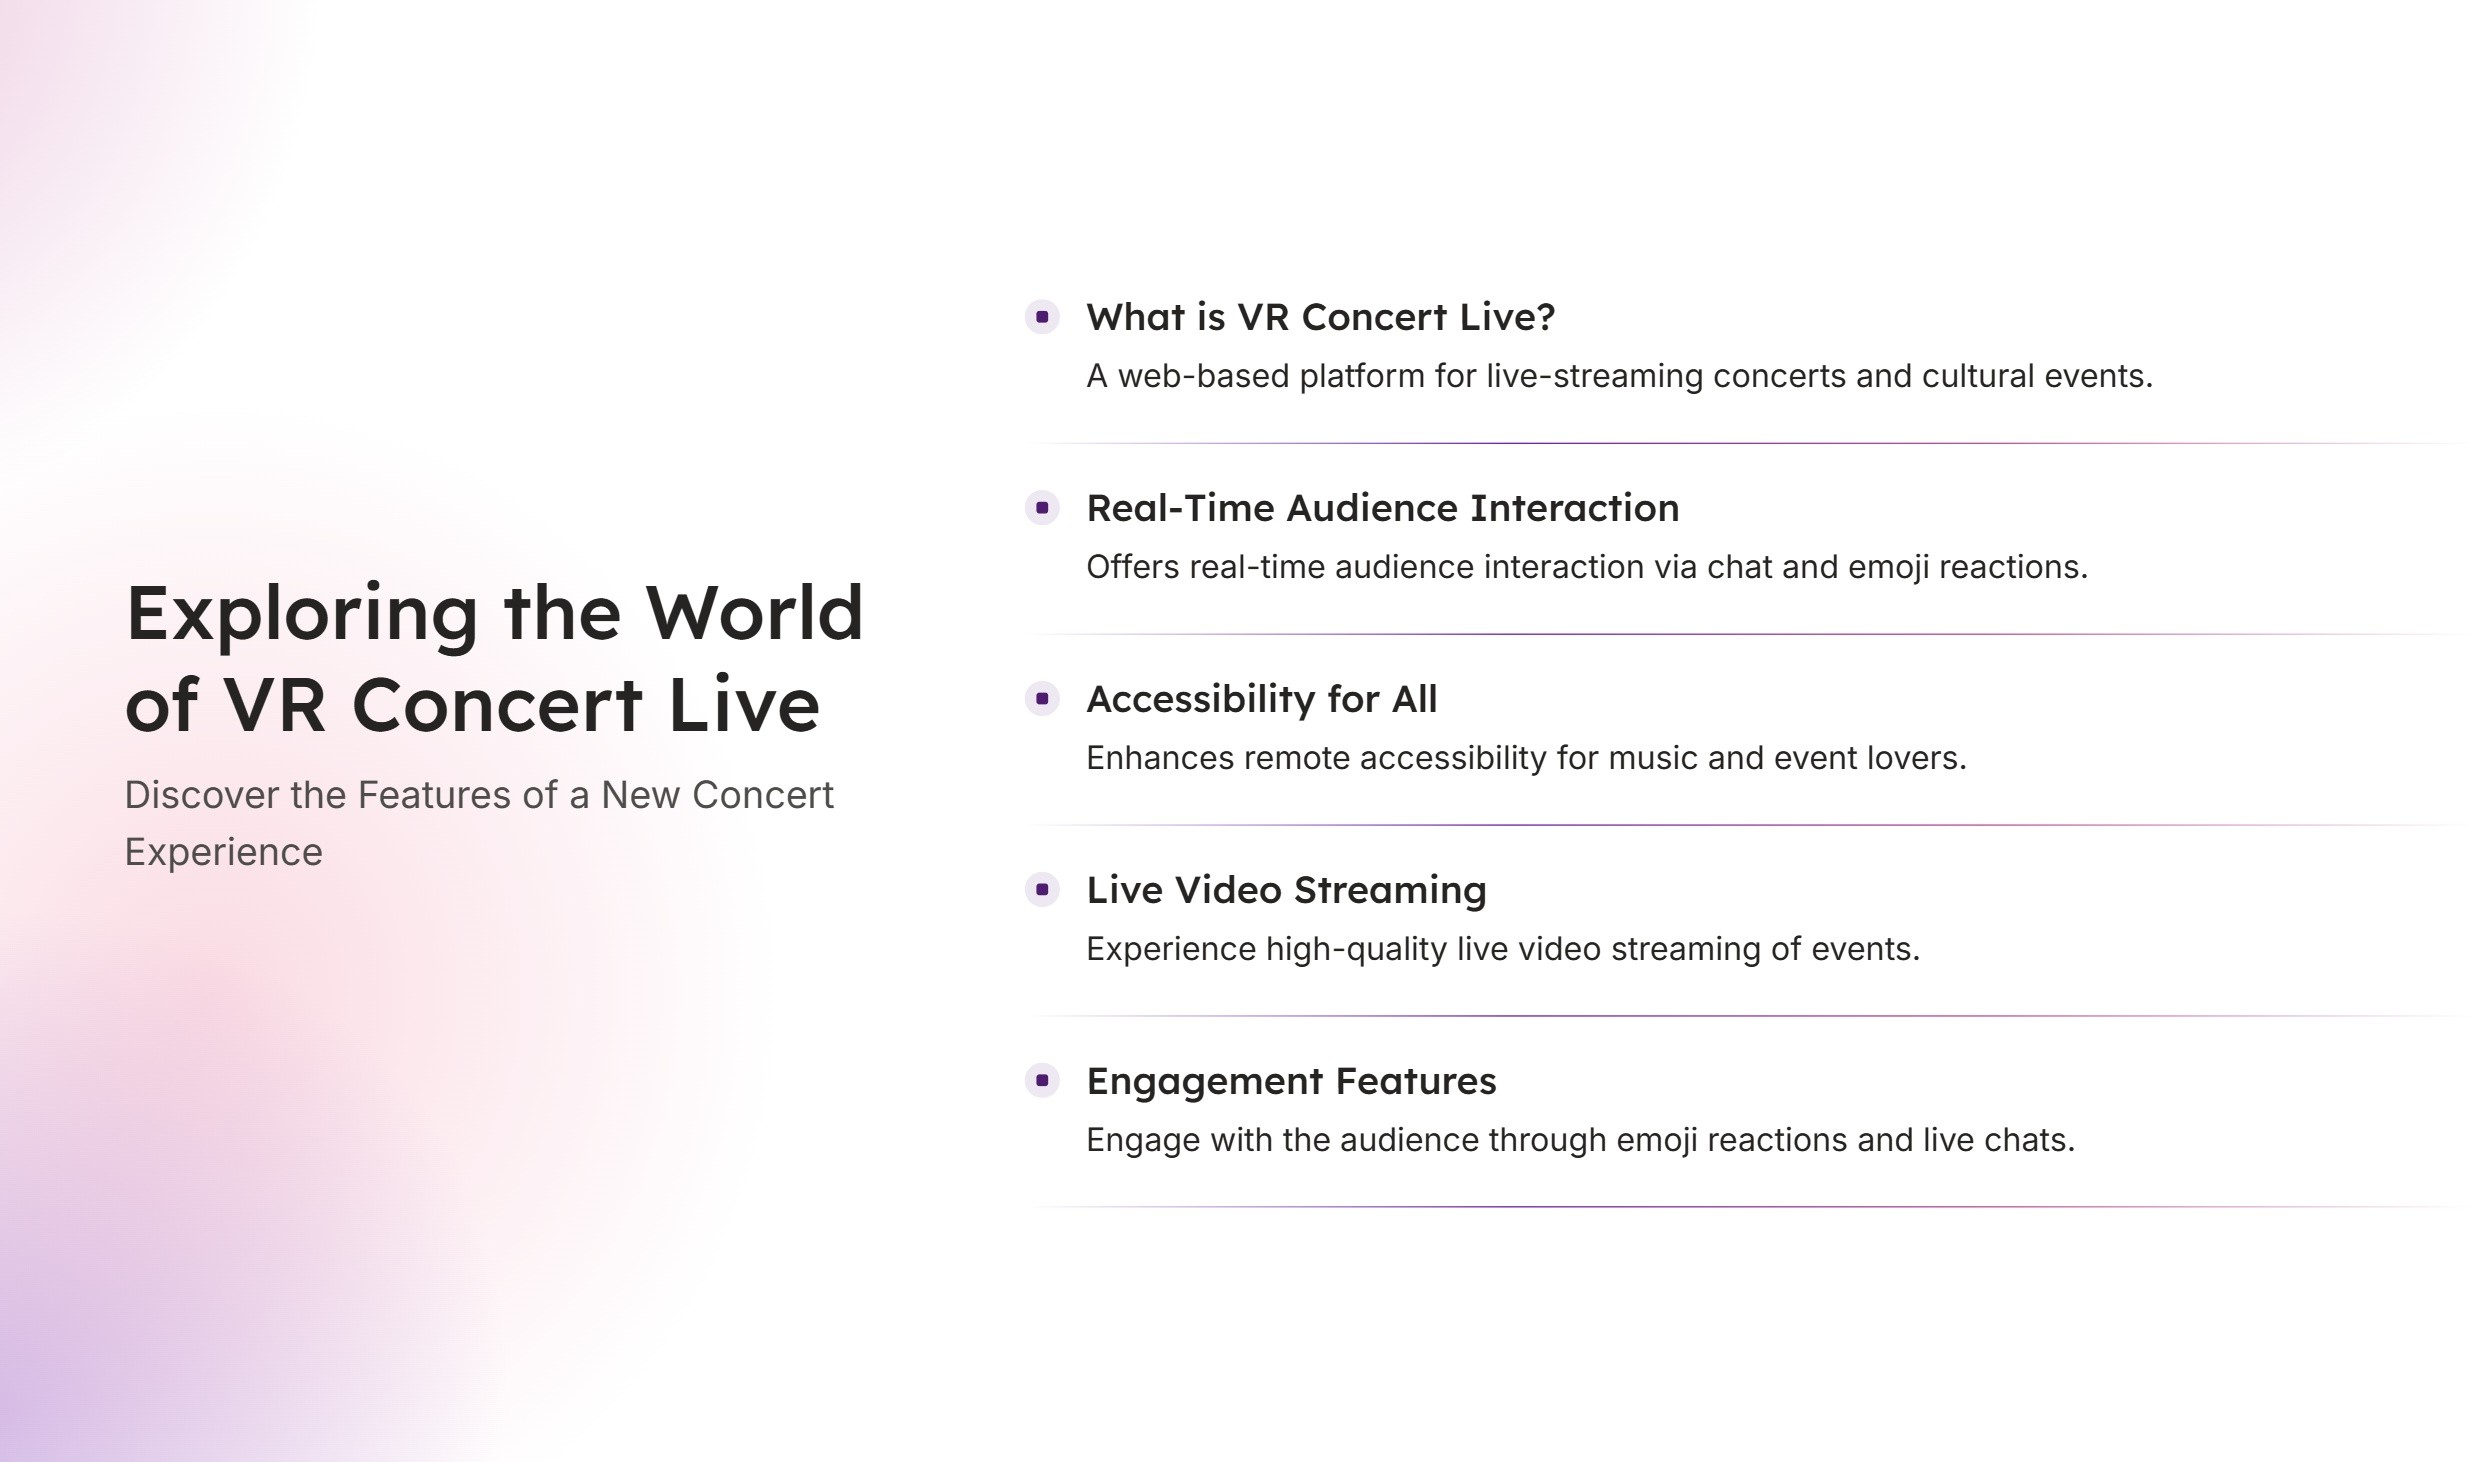 Exploring the World
of VR Concert Live
Discover the Features of a New Concert
Experience
What is VR Concert Live?
A web-based platform for live-streaming concerts and cultural events.
Real-Time Audience Interaction
Offers real-time audience interaction via chat and emoji reactions.
Accessibility for All
Enhances remote accessibility for music and event lovers.
Live Video Streaming
Experience high-quality live video streaming of events.
Engagement Features
Engage with the audience through emoji reactions and live chats.